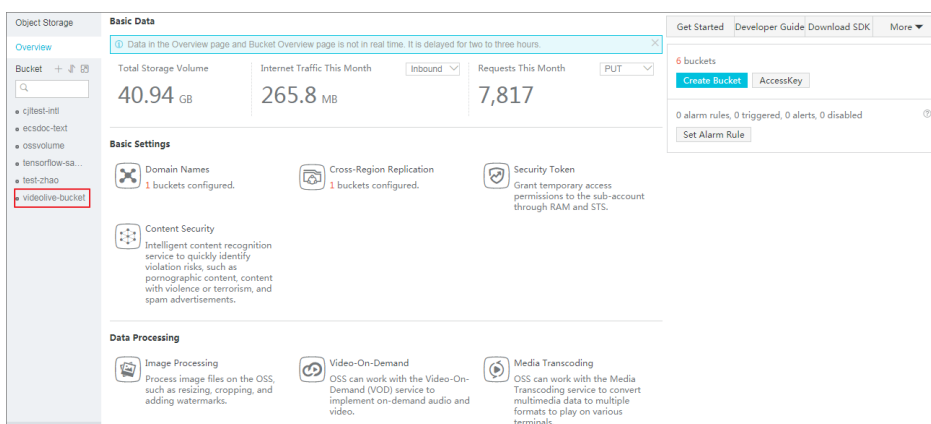 Object Storage
Overview
Bucket
cjltest-intl
ecsdoc-text
ossvolume
tensorflow-sa...
test-zhao
videolive-bucket
Basic Data
Data in the Overview page and Bucket Overview page is not in real time. It is delayed for two to three hours.
Total Storage Volume
40.94 GB
Internet Traffic This Month Inbound
265.8 MB
Requests This Month PUT
7,817
Basic Settings
Domain Names
1 buckets configured.
Cross-Region Replication
1 buckets configured.
Security Token
Grant temporary access
permissions to the sub-account
through RAM and STS.
Content Security
Intelligent content recognition
service to quickly identify
violation risks, such as
pornographic content, content
with violence or terrorism, and
spam advertisements.
Data Processing
Image Processing
Process image files on the OSS,
such as resizing, cropping, and
adding watermarks.
Video-On-Demand
OSS can work with the Video-On-
Demand (VOD) service to
implement on-demand audio and
video.
Media Transcoding
OSS can work with the Media
Transcoding service to convert
multimedia data to multiple
formats to play on various
terminals.
Get Started Developer Guide Download SDK More
6 buckets
Create Bucket AccessKey
0 alarm rules, 0 triggered, 0 alerts, 0 disabled
Set Alarm Rule